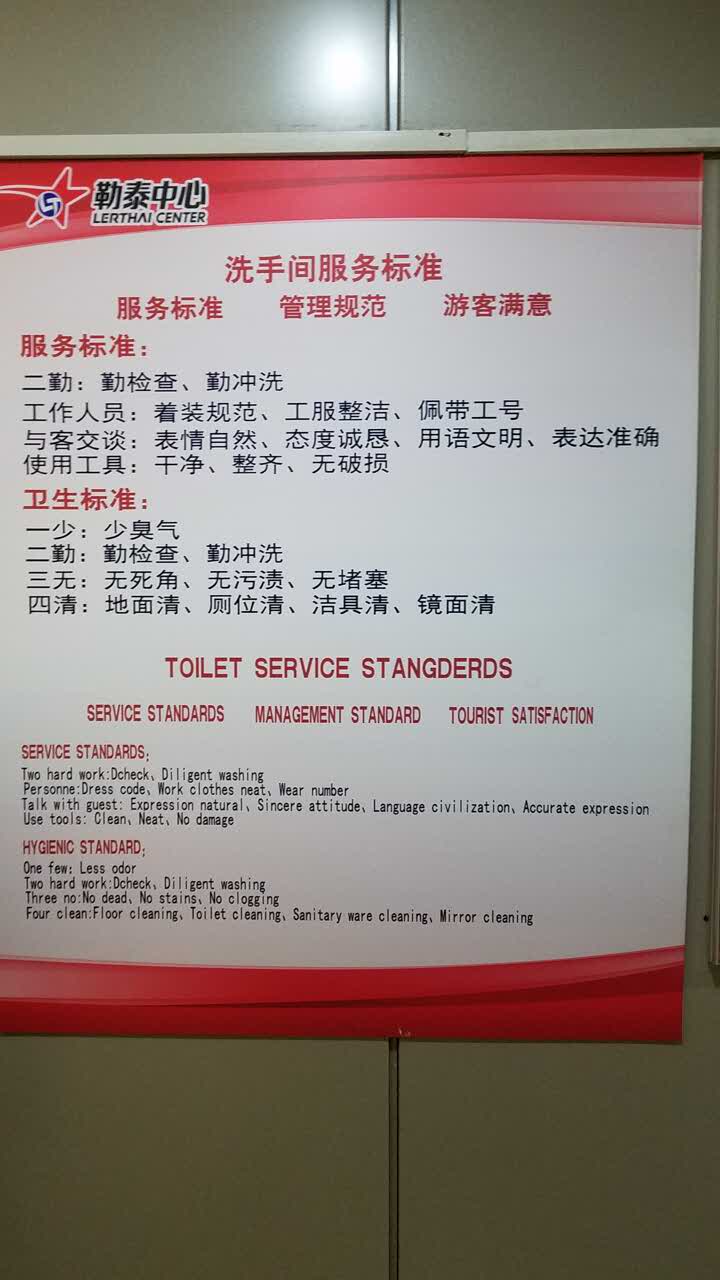 勒泰中心
LERTHAI CENTER
洗手间服务标准
服务标准 管理规范 游客满意
服务标准：
二勤：勤检查、勤冲洗
工作人员：着装规范、工服整洁、佩带工号
与客交谈：表情自然、态度诚恳、用语文明、表达准确
使用工具：干净、整齐、无破损
卫生标准：
一少：少臭气
二勤：勤检查、勤冲洗
三无：无死角、无污渍、无堵塞
四清：地面清、厕位清、洁具清、镜面清
TOILET SERVICE STANGDERDS
SERVICE STANDARDS MANAGEMENT STANDARD TOURIST SATISFACTION
SERVICE STANDARDS;
Two hard work:Dcheck、Diligent washing
Personne:Dress code、Work clothes neat、Wear number
Talk with guest: Expression natural、Sincere attitude、Language civilization、Accurate expression
Use tools: Clean、Neat、No damage
HYGIENIC STANDARD;
One few; Less odor
Two hard work:Dcheck、Diligent washing
Three no:No dead、No stains、No clogging
Four clean:Floor cleaning、Toilet cleaning、Sanitary ware cleaning、Mirror cleaning